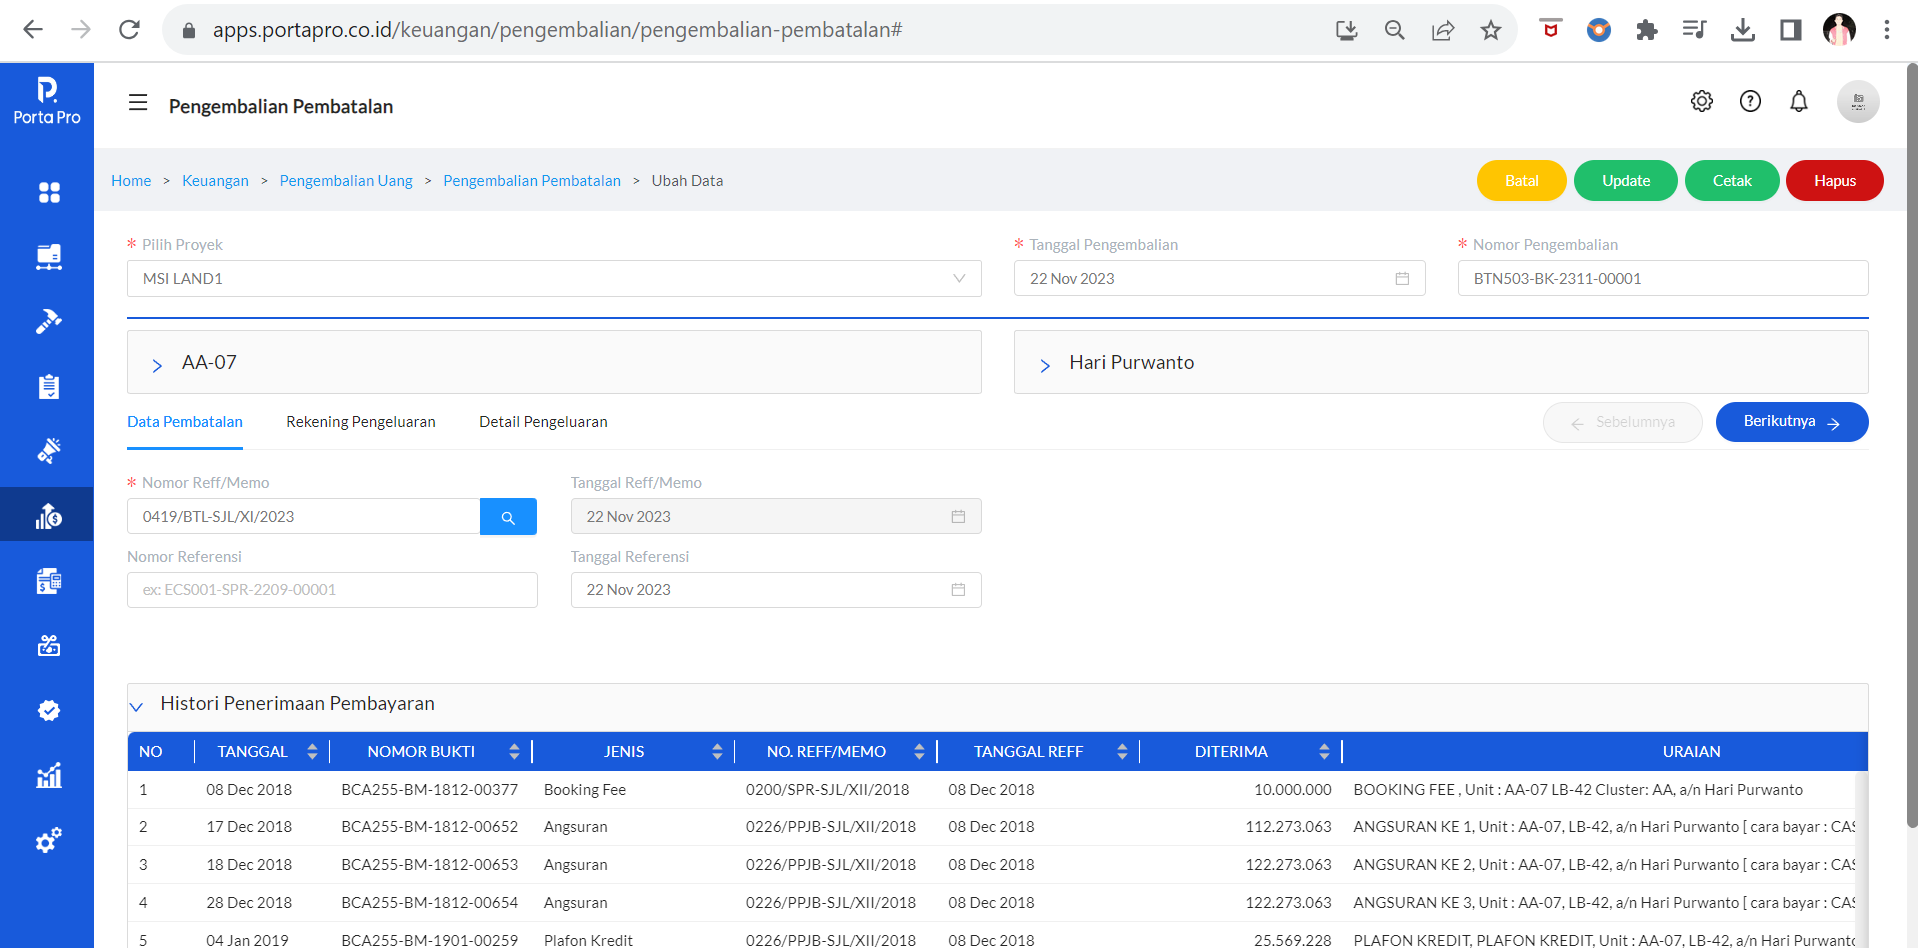 apps.portapro.co.id/keuangan/pengembalian/pengembalian-pembatalan#
Porta Pro
Pengembalian Pembatalan
Home > Keuangan > Pengembalian Uang > Pengembalian Pembatalan > Ubah Data
Batal Update Cetak Hapus
* Pilih Proyek * Tanggal Pengembalian * Nomor Pengembalian
MSI LAND1 22 Nov 2023 BTN503-BK-2311-00001
AA-07 Hari Purwanto
Data Pembatalan Rekening Pengeluaran Detail Pengeluaran Sebelumnya Berikutnya
* Nomor Reff/Memo Tanggal Reff/Memo
0419/BTL-SJL/XI/2023 22 Nov 2023
Nomor Referensi Tanggal Referensi
ex: ECS001-SPR-2209-00001 22 Nov 2023
Histori Penerimaan Pembayaran
NO TANGGAL NOMOR BUKTI JENIS NO. REFF/MEMO TANGGAL REFF DITERIMA URAIAN
1 08 Dec 2018 BCA255-BM-1812-00377 Booking Fee 0200/SPR-SJL/XII/2018 08 Dec 2018 10.000.000 BOOKING FEE , Unit : AA-07 LB-42 Cluster: AA, a/n Hari Purwanto
2 17 Dec 2018 BCA255-BM-1812-00652 Angsuran 0226/PPJB-SJL/XII/2018 08 Dec 2018 112.273.063 ANGSURAN KE 1, Unit : AA-07, LB-42, a/n Hari Purwanto [ cara bayar : CAS
3 18 Dec 2018 BCA255-BM-1812-00653 Angsuran 0226/PPJB-SJL/XII/2018 08 Dec 2018 122.273.063 ANGSURAN KE 2, Unit : AA-07, LB-42, a/n Hari Purwanto [ cara bayar : CAS
4 28 Dec 2018 BCA255-BM-1812-00654 Angsuran 0226/PPJB-SJL/XII/2018 08 Dec 2018 122.273.063 ANGSURAN KE 3, Unit : AA-07, LB-42, a/n Hari Purwanto [ cara bayar : CAS
5 04 Jan 2019 BCA255-BM-1901-00259 Plafon Kredit 0226/PPJB-SJL/XII/2018 08 Dec 2018 25.569.228 PLAFON KREDIT, PLAFON KREDIT, Unit : AA-07, LB-42, a/n Hari Purwanto